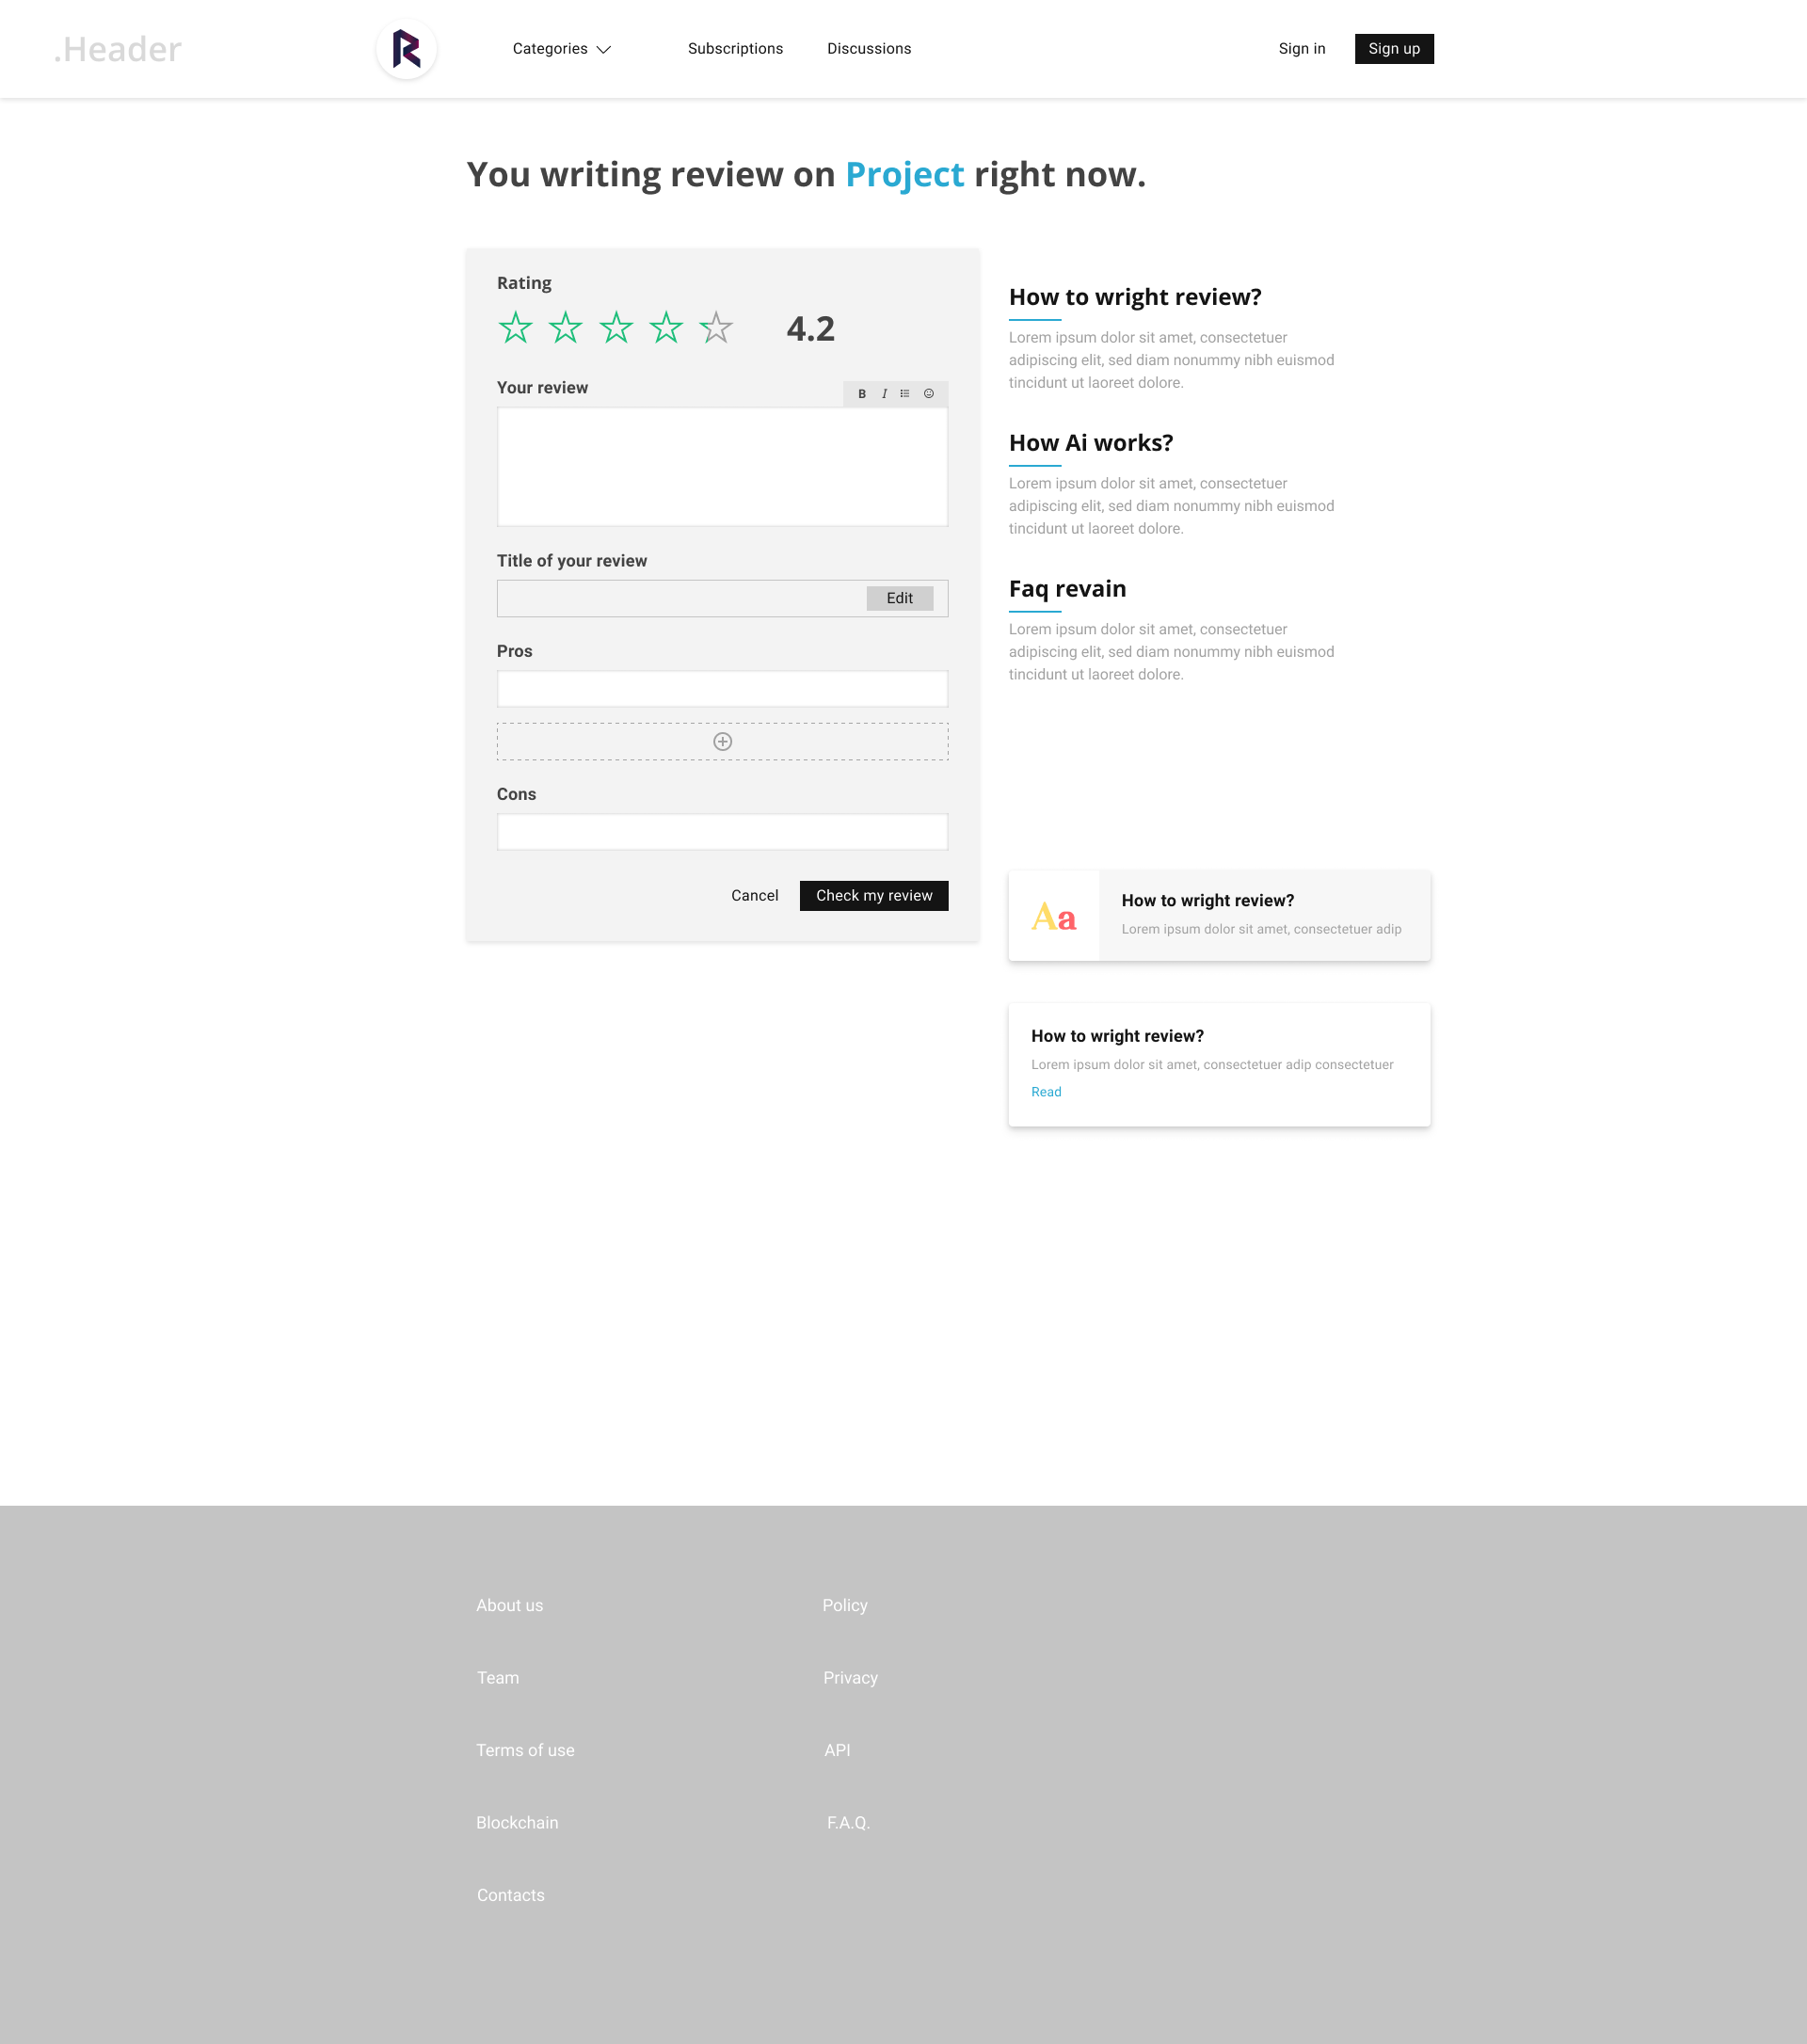 .Header
Categories
Subscriptions
Discussions
Sign in
Sign up
You writing review on Project right now.
Rating
4.2
Your review
B I
Title of your review
Edit
Pros
Cons
Cancel
Check my review
How to wright review?
Lorem ipsum dolor sit amet, consectetuer
adipiscing elit, sed diam nonummy nibh euismod
tincidunt ut laoreet dolore.
How Ai works?
Lorem ipsum dolor sit amet, consectetuer
adipiscing elit, sed diam nonummy nibh euismod
tincidunt ut laoreet dolore.
Faq revain
Lorem ipsum dolor sit amet, consectetuer
adipiscing elit, sed diam nonummy nibh euismod
tincidunt ut laoreet dolore.
Aa
How to wright review?
Lorem ipsum dolor sit amet, consectetuer adip
How to wright review?
Lorem ipsum dolor sit amet, consectetuer adip consectetuer
Read
About us
Team
Terms of use
Blockchain
Contacts
Policy
Privacy
API
F.A.Q.